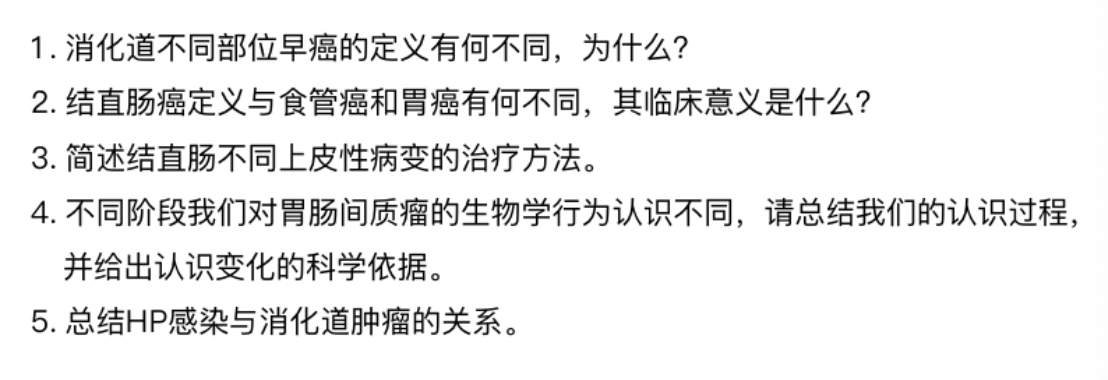 1. 消化道不同部位早癌的定义有何不同，为什么？
2. 结直肠癌定义与食管癌和胃癌有何不同，其临床意义是什么？
3. 简述结直肠不同上皮性病变的治疗方法。
4. 不同阶段我们对胃肠间质瘤的生物学行为认识不同，请总结我们的认识过程，
并给出认识变化的科学依据。
5. 总结HP感染与消化道肿瘤的关系。